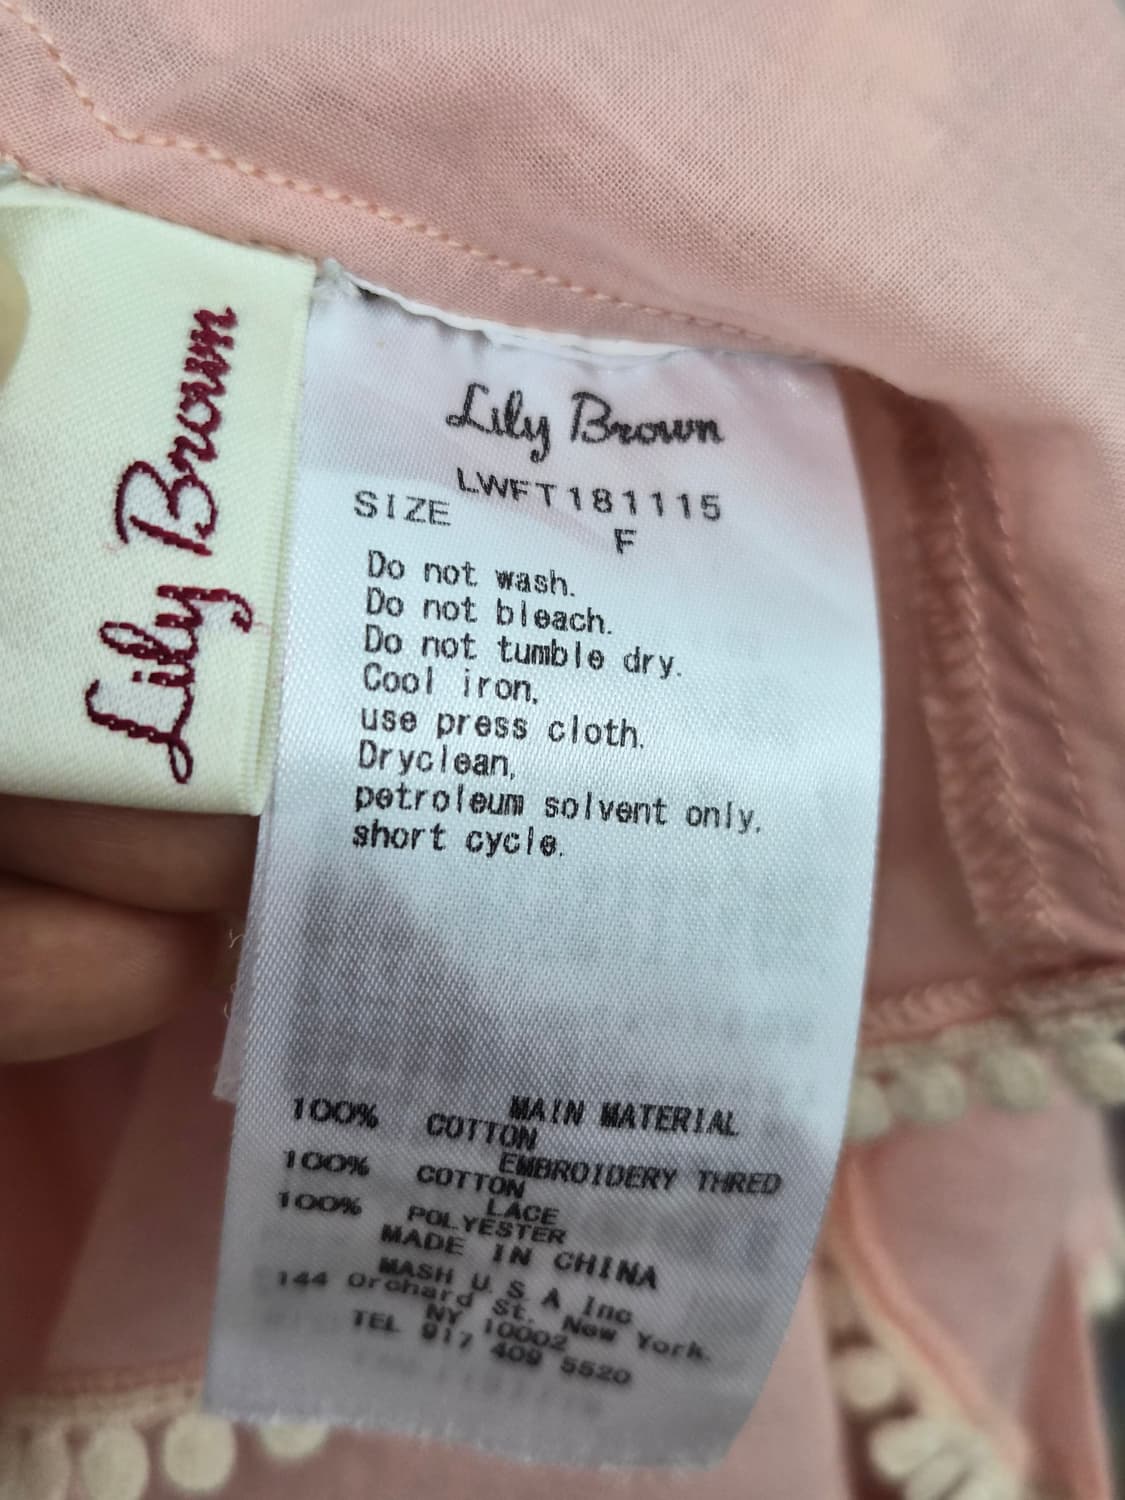 Lily Brown
Lily Brown
LWFT181115
SIZE F
Do not wash.
Do not bleach.
Do not tumble dry.
Cool iron,
use press cloth.
Dryclean,
petroleum solvent only,
short cycle.
MAIN MATERIAL
100% COTTON
EMBROIDERY THRED
100% COTTON
LACE
100% POLYESTER
MADE IN CHINA
MASH U.S.A Inc
144 Orchard St. New York.
NY 10002
TEL 917 409 5520